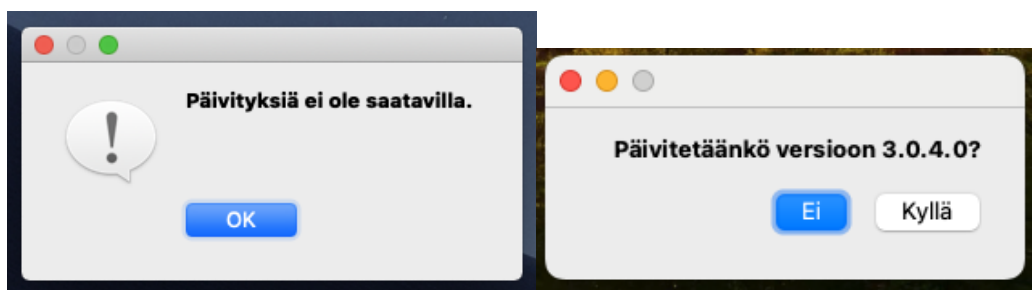 Päivityksiä ei ole saatavilla.
OK
Päivitetäänkö versioon 3.0.4.0?
Ei Kyllä